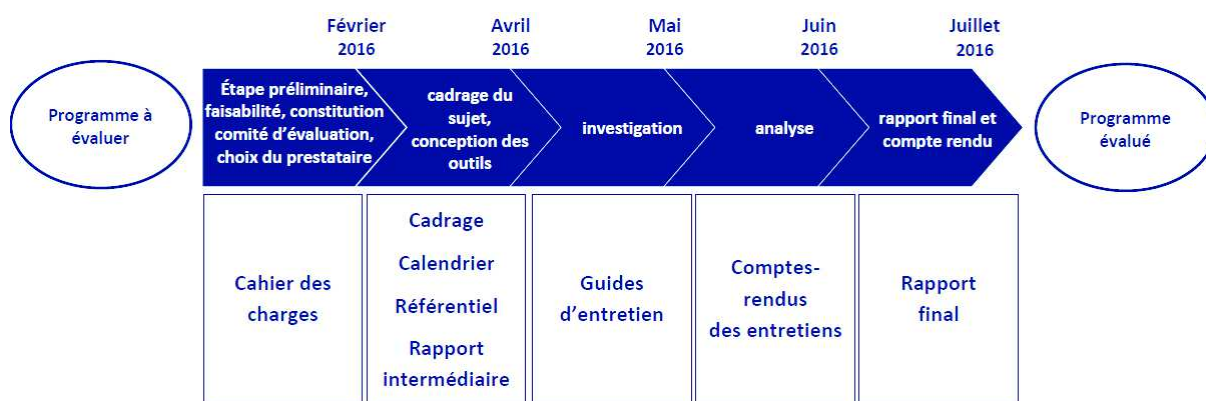 Février
2016
Avril
2016
Mai
2016
Juin
2016
Juillet
2016
Programme à
évaluer
Étape préliminaire,
faisabilité, constitution
comité d'évaluation,
choix du prestataire
cadrage du
sujet,
conception des
outils
investigation
analyse
rapport final et
compte rendu
Programme
évalué
Cahier des
charges
Cadrage
Calendrier
Référentiel
Rapport
intermédiaire
Guides
d'entretien
Comptes-
rendus
des entretiens
Rapport
final